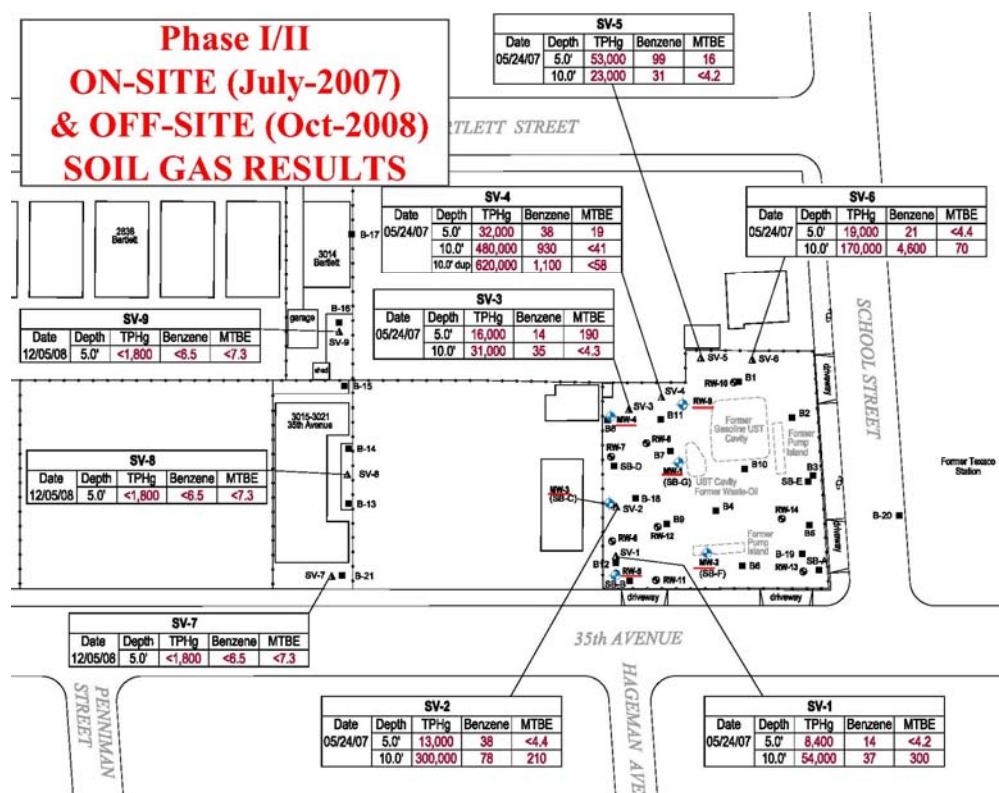 Phase I/II
ON-SITE (July-2007)
& OFF-SITE (Oct-2008)
SOIL GAS RESULTS
SV-5
Date Depth TPHg Benzene MTBE
05/24/07 5.0' 53,000 99 16
10.0' 23,000 31 <4.2
RTLETT STREET
SV-4
Date Depth TPHg Benzene MTBE
05/24/07 5.0' 32,000 38 19
10.0' 480,000 930 <41
10.0' dup 620,000 1,100 <58
SV-6
Date Depth TPHg Benzene MTBE
05/24/07 5.0' 19,000 21 <4.4
10.0' 170,000 4,600 70
2836
Bartlett
B-17
3014
Bartlett
SV-3
Date Depth TPHg Benzene MTBE
05/24/07 5.0' 16,000 14 190
10.0' 31,000 35 <4.3
SV-9
Date Depth TPHg Benzene MTBE
12/05/08 5.0' <1,800 <6.5 <7.3
garage
B-16
SV-9
shed
B-15
SCHOOL STREET
SV-5
SV-6
RW-10
B1
driveway
SV-4
SV-3
RW-9
B8
MW-4
B11
B2
Former
Gasoline UST
Cavity
Former
Pump
Island
3015-3021
35th Avenue
B-14
RW-7
RW-8
B7
SB-D
MW-1
(SB-G)
B10
B3
SB-E
Former Texaco
Station
SV-8
Date Depth TPHg Benzene MTBE
12/05/08 5.0' <1,800 <6.5 <7.3
SV-8
B-13
MW-3
(SB-C)
UST Cavity
Former Waste-Oil
B-18
SV-2
B4
RW-14
B-20
B9
RW-12
B5
RW-6
SV-1
Former
Pump
Island
driveway
B12
MW-2
(SB-F)
B-19
SB-A
B6
RW-13
SV-7
B-21
RW-5
SB-B
RW-11
driveway
driveway
SV-7
Date Depth TPHg Benzene MTBE
12/05/08 5.0' <1,800 <6.5 <7.3
35th AVENUE
PENNIMAN
STREET
HAGEMAN AVE
SV-2
Date Depth TPHg Benzene MTBE
05/24/07 5.0' 13,000 38 <4.4
10.0' 300,000 78 210
SV-1
Date Depth TPHg Benzene MTBE
05/24/07 5.0' 8,400 14 <4.2
10.0' 54,000 37 300